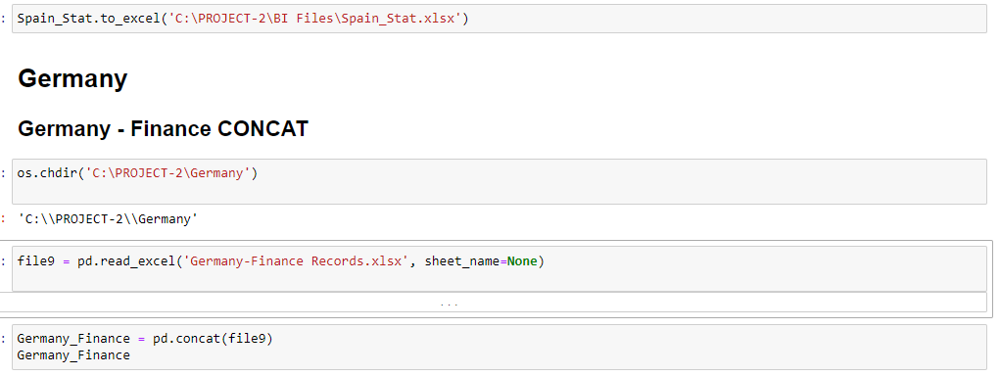 : Spain_Stat.to_excel('C:\PROJECT-2\BI Files\Spain_Stat.xlsx')
Germany
Germany - Finance CONCAT
: os.chdir('C:\PROJECT-2\Germany')
: 'C:\\PROJECT-2\\Germany'
: file9 = pd.read_excel('Germany-Finance Records.xlsx', sheet_name=None)
...
: Germany_Finance = pd.concat(file9)
Germany_Finance